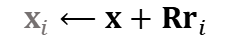 𝐱ᵢ ⟵ 𝐱 + 𝐑𝐫ᵢ